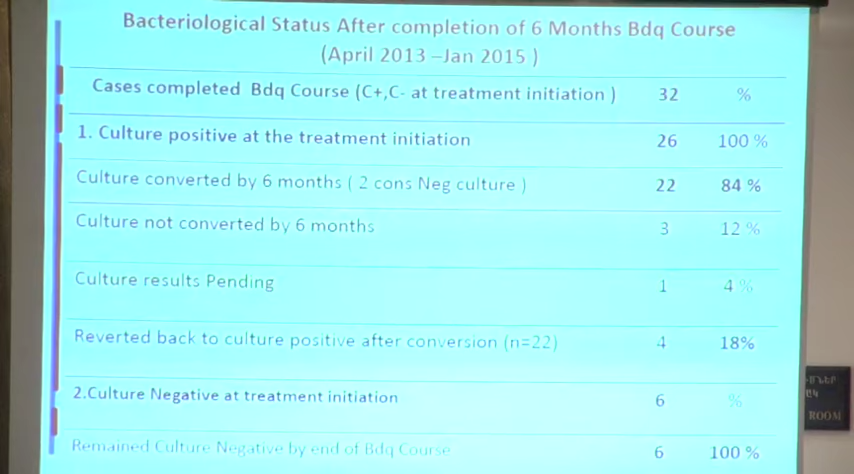 Bacteriological Status After completion of 6 Months Bdq Course
(April 2013 –Jan 2015 )
Cases completed Bdq Course (C+,C- at treatment initiation ) 32 %
1. Culture positive at the treatment initiation 26 100 %
Culture converted by 6 months ( 2 cons Neg culture ) 22 84 %
Culture not converted by 6 months 3 12 %
Culture results Pending 1 4 %
Reverted back to culture positive after conversion (n=22) 4 18%
2.Culture Negative at treatment initiation 6 %
Remained Culture Negative by end of Bdq Course 6 100 %
ROOM